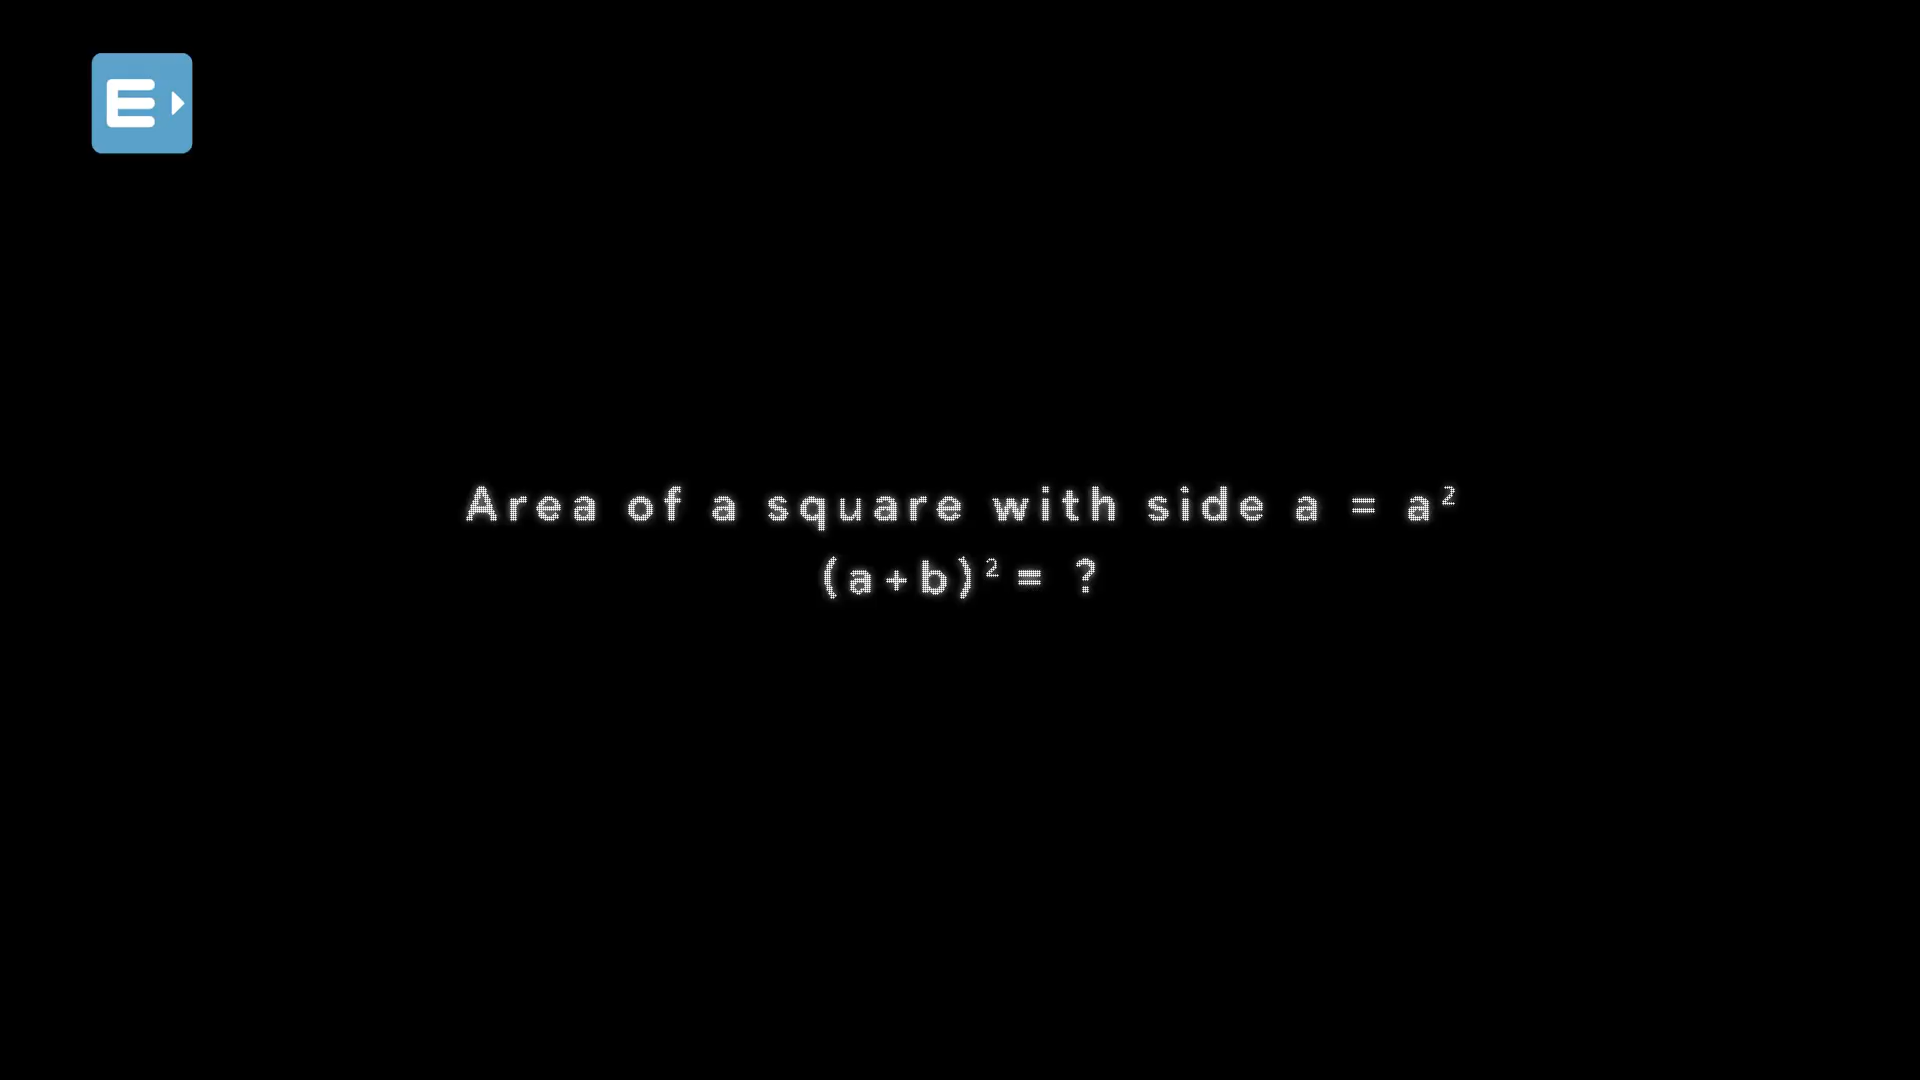 E
Area of a square with side a = a²
(a+b)²= ?